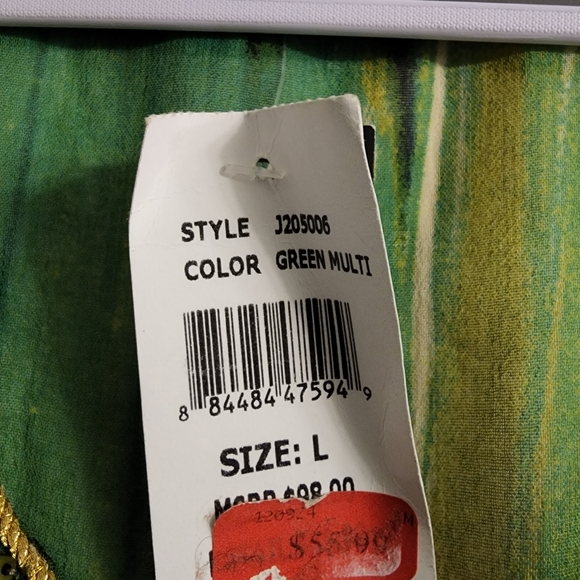 STYLE J205006
COLOR GREEN MULTI
8 84484 47594 9
SIZE: L
MSRP $98.00